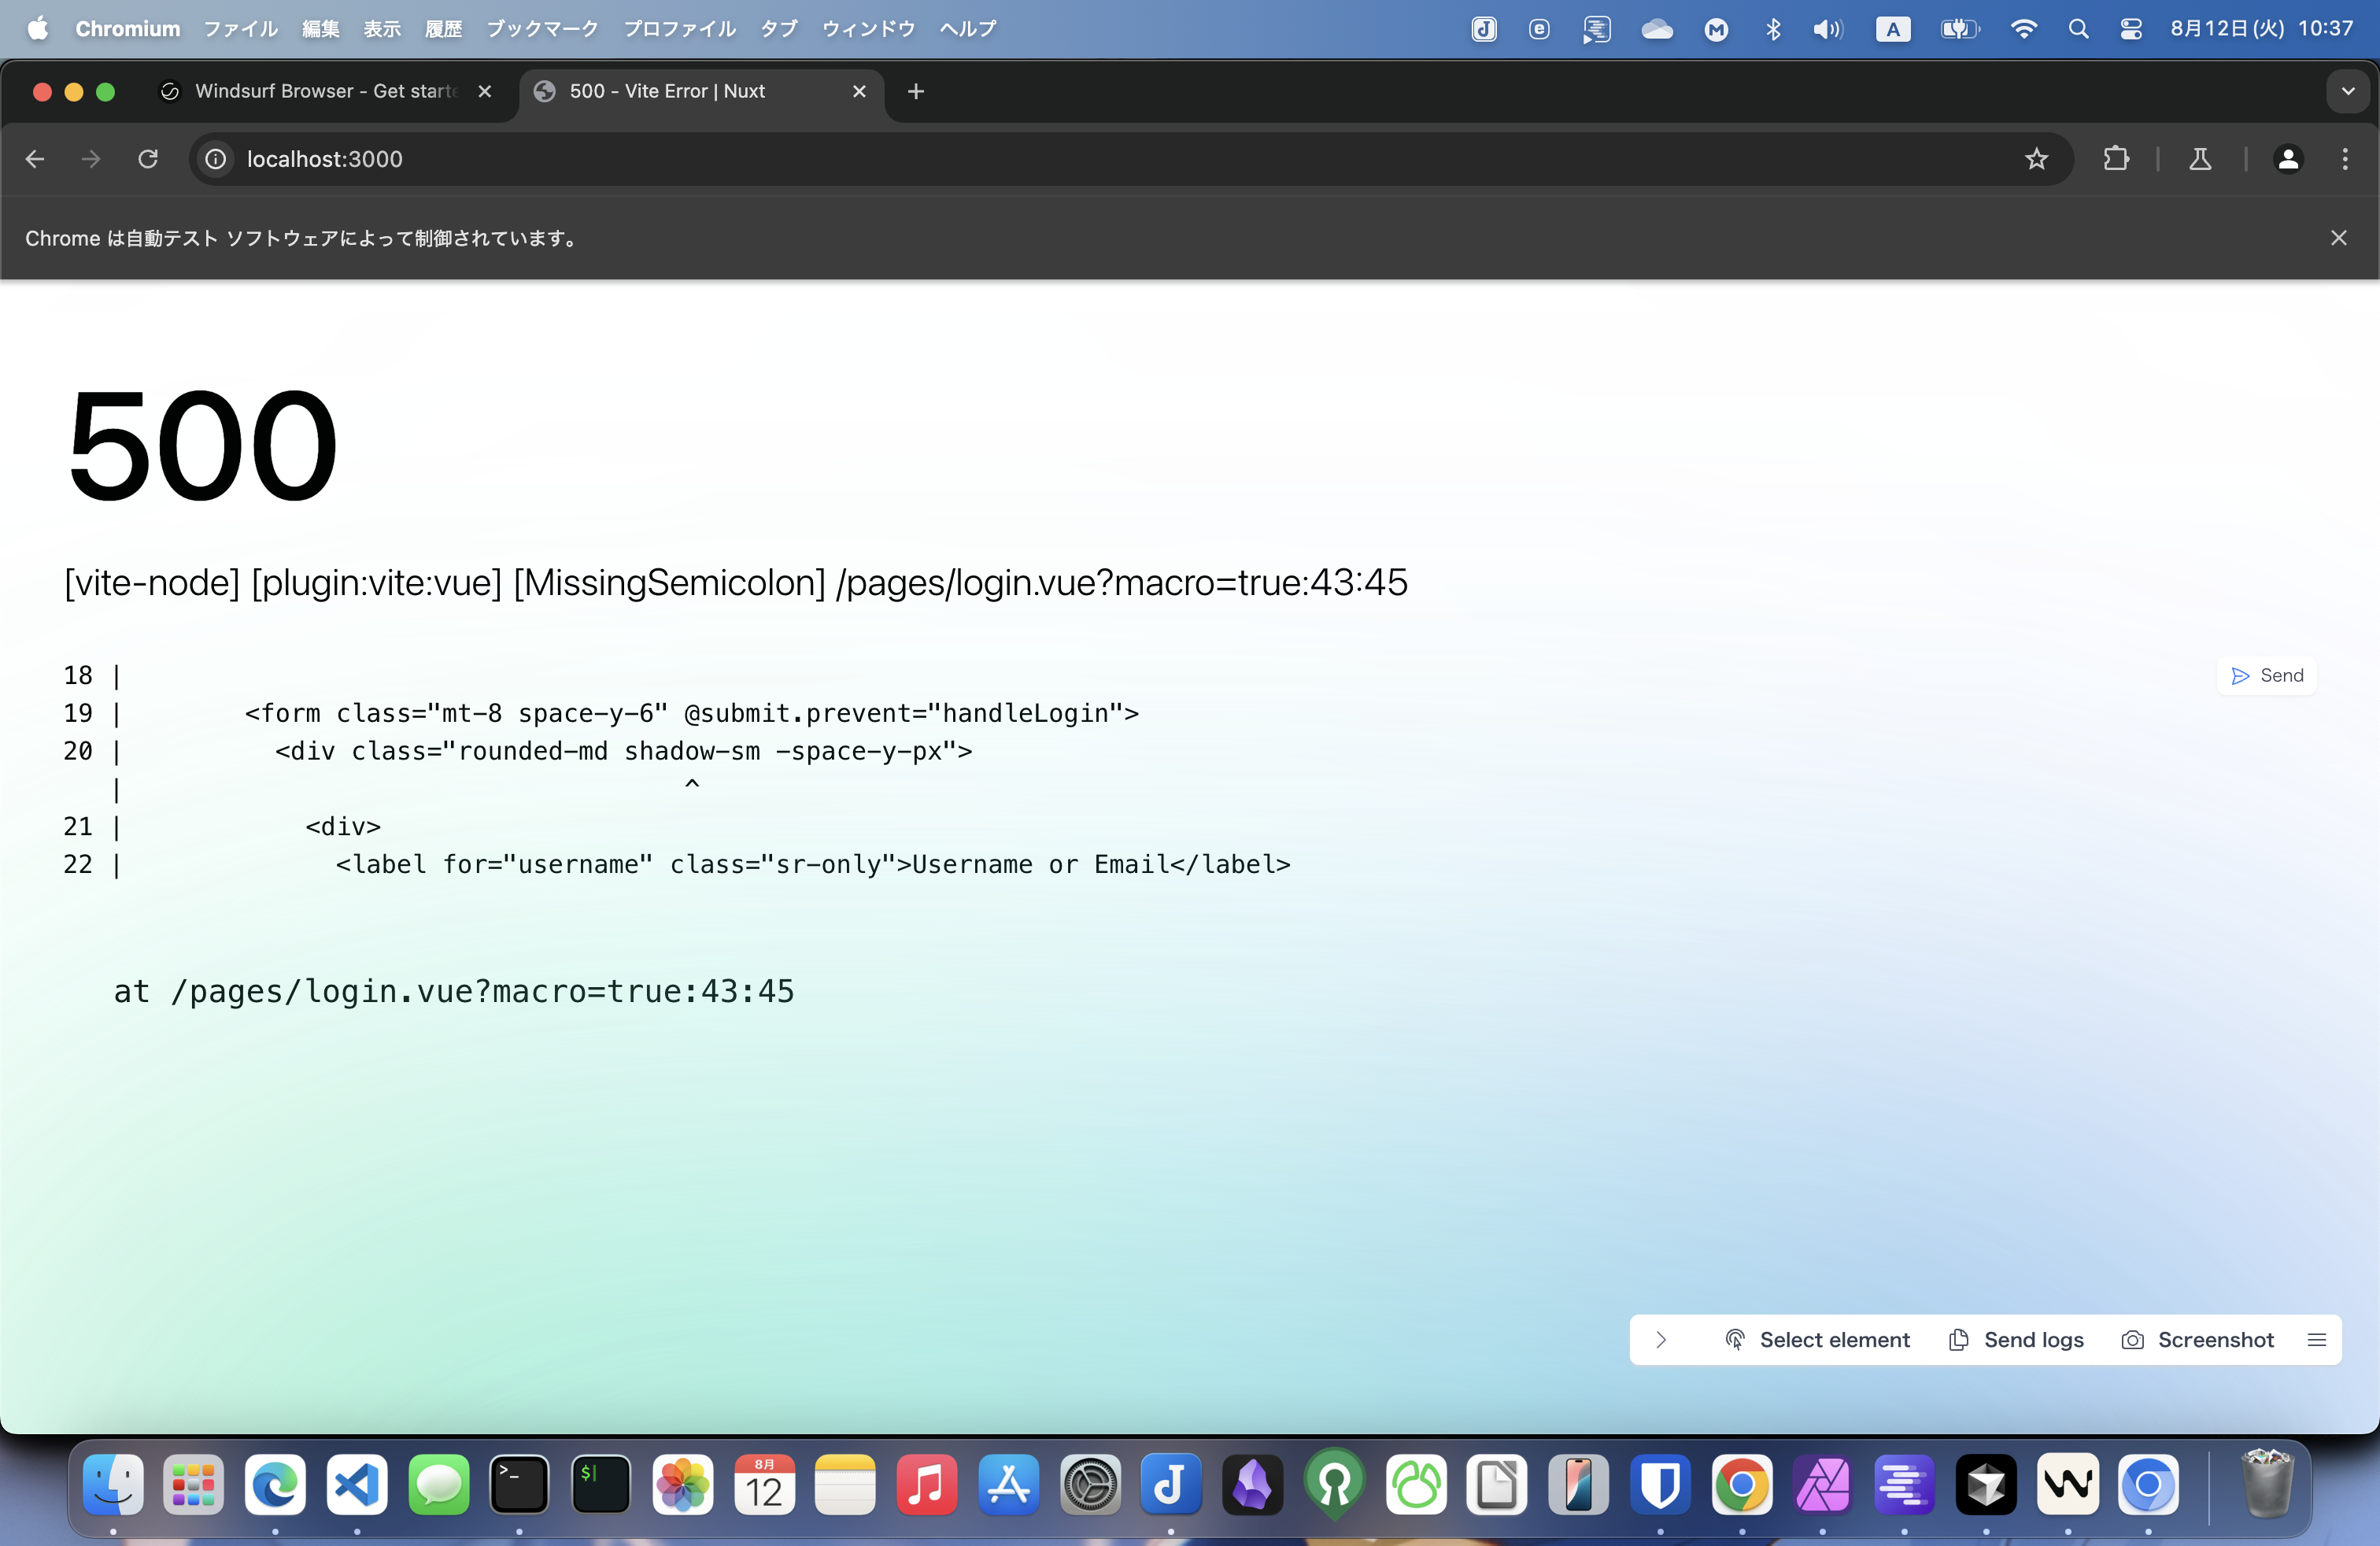 Chromium ファイル 編集 表示 履歴 ブックマーク プロファイル タブ ウィンドウ ヘルプ A 8月12日(火) 10:37
Windsurf Browser - Get starte
500 - Vite Error | Nuxt
localhost:3000
Chrome は自動テスト ソフトウェアによって制御されています。
500
[vite-node] [plugin:vite:vue] [MissingSemicolon] /pages/login.vue?macro=true:43:45
18 |
Send
19 | <form class="mt-8 space-y-6" @submit.prevent="handleLogin">
20 | <div class="rounded-md shadow-sm -space-y-px">
| ^
21 | <div>
22 | <label for="username" class="sr-only">Username or Email</label>
at /pages/login.vue?macro=true:43:45
Select element Send logs Screenshot
8月
12